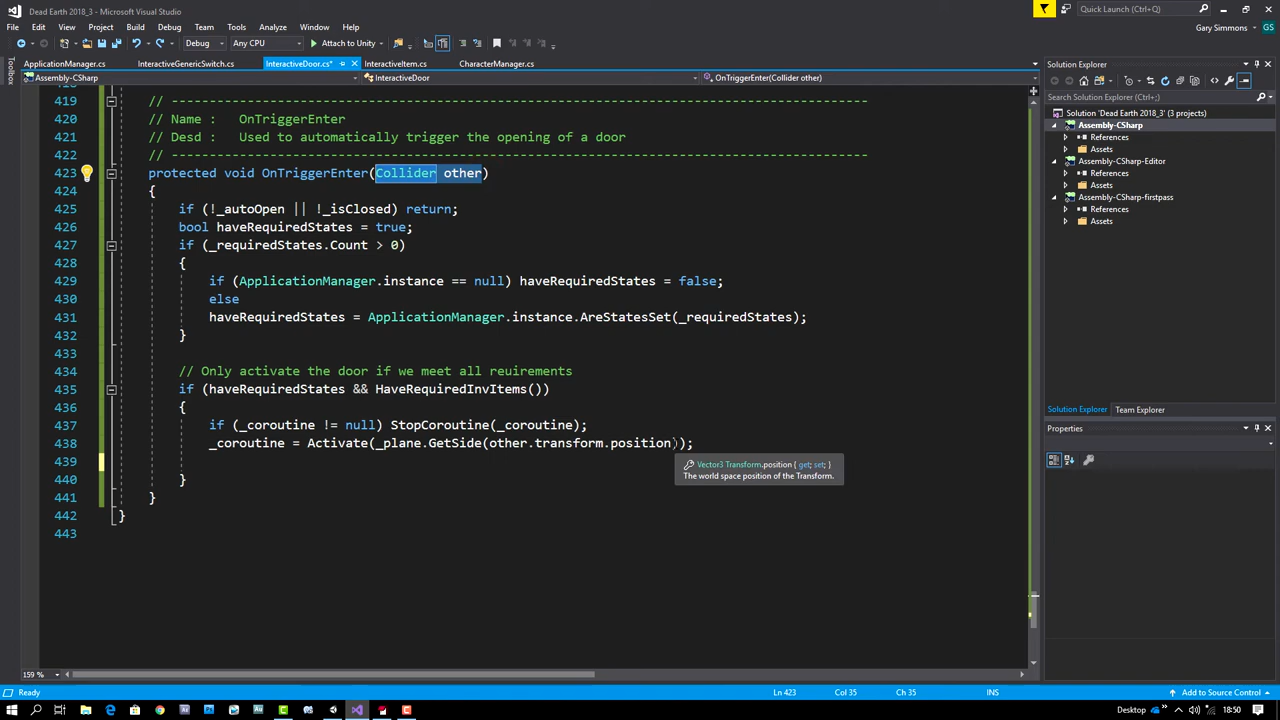 Dead Earth 2018_3 - Microsoft Visual Studio
Quick Launch (Ctrl+Q)
File Edit View Project Build Debug Team Tools Analyze Window Help
Gary Simmons GS
Debug Any CPU Attach to Unity
Toolbox
ApplicationManager.cs InteractiveGenericSwitch.cs InteractiveDoor.cs* InteractiveItem.cs CharacterManager.cs
Assembly-CSharp InteractiveDoor OnTriggerEnter(Collider other)
419 // --------------------------------------------------------------------------------------------
420 // Name : OnTriggerEnter
421 // Desd : Used to automatically trigger the opening of a door
422 // --------------------------------------------------------------------------------------------
423 protected void OnTriggerEnter(Collider other)
424 {
425 if (!_autoOpen || !_isClosed) return;
426 bool haveRequiredStates = true;
427 if (_requiredStates.Count > 0)
428 {
429 if (ApplicationManager.instance == null) haveRequiredStates = false;
430 else
431 haveRequiredStates = ApplicationManager.instance.AreStatesSet(_requiredStates);
432 }
433
434 // Only activate the door if we meet all reuirements
435 if (haveRequiredStates && HaveRequiredInvItems())
436 {
437 if (_coroutine != null) StopCoroutine(_coroutine);
438 _coroutine = Activate(_plane.GetSide(other.transform.position));
439
Vector3 Transform.position { get; set; }
The world space position of the Transform.
440 }
441 }
442 }
443
159 %
Solution Explorer
Search Solution Explorer (Ctrl+;)
Solution 'Dead Earth 2018_3' (3 projects)
Assembly-CSharp
References
Assets
Assembly-CSharp-Editor
References
Assets
Assembly-CSharp-firstpass
References
Assets
Solution Explorer Team Explorer
Properties
Ready Ln 423 Col 35 Ch 35 INS Add to Source Control
Desktop 18:50